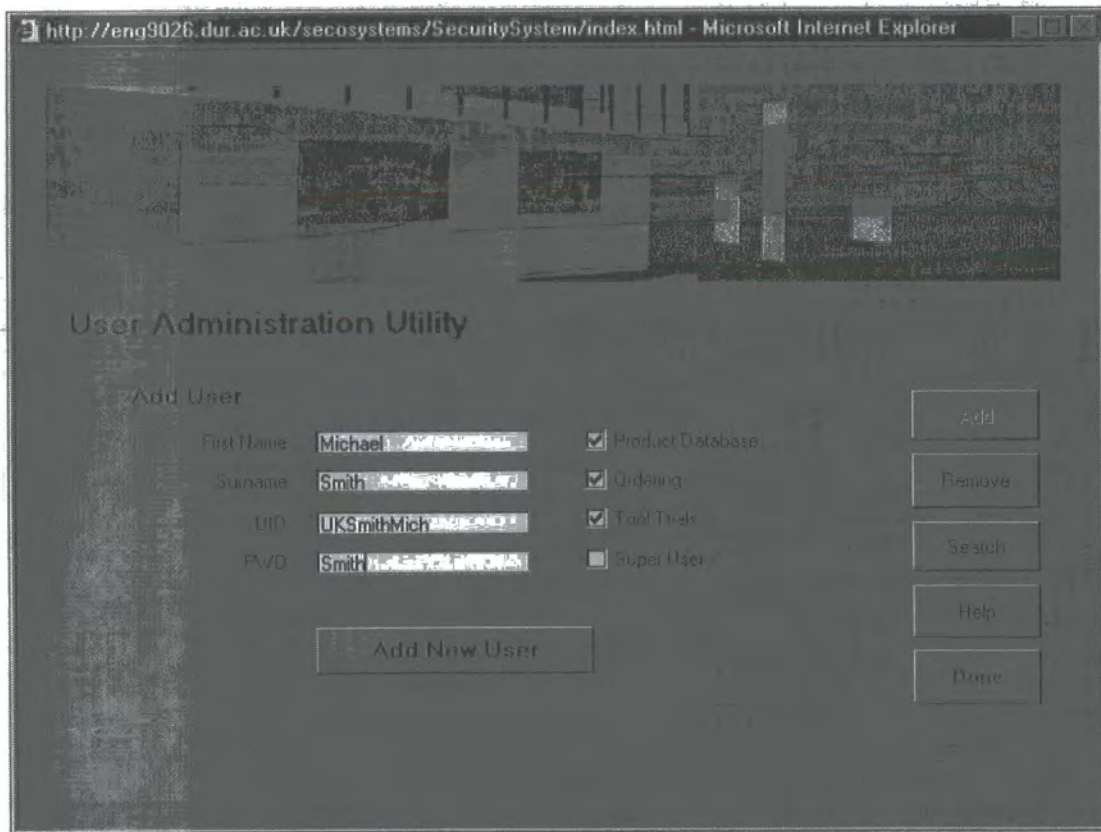 http://eng9026.dur.ac.uk/secosystems/SecuritySystem/index.html - Microsoft Internet Explorer
User Administration Utility
Add User
First Name Michael Product Database
Surname Smith Ordering
UID UKSmithMich Tool Trials
PWD Smith Super User
Add New User
Add
Remove
Search
Help
Done